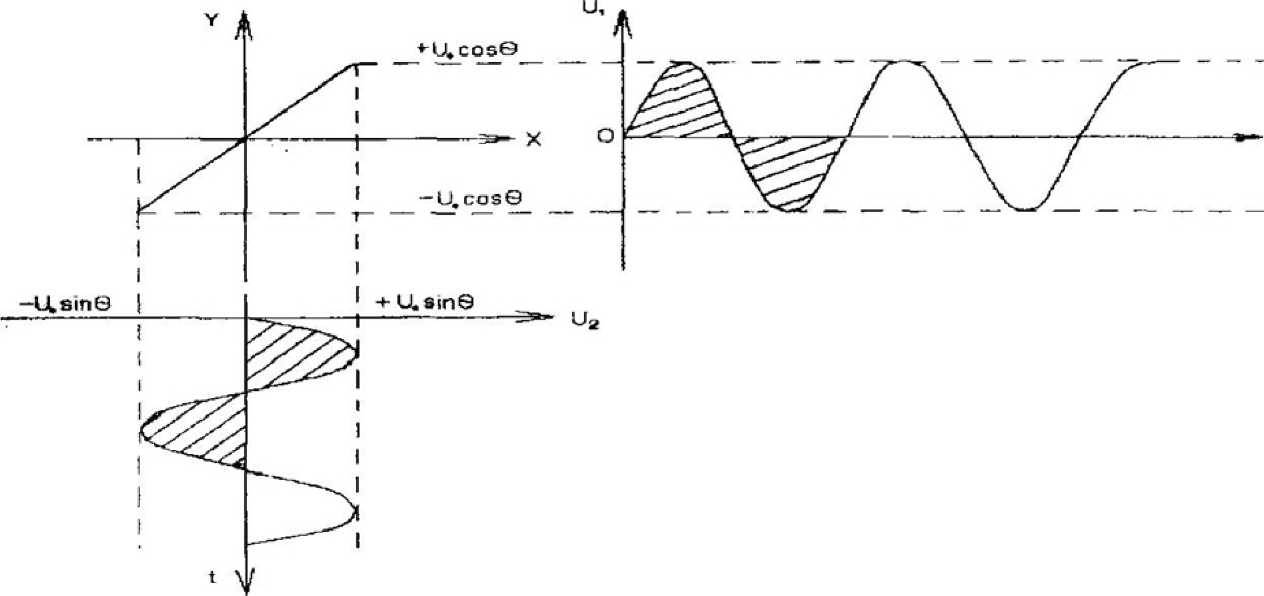 Y
U₁
+U₀cosΘ
O
X
-U₀cosΘ
-U₀sinΘ
+U₀sinΘ
U₂
t